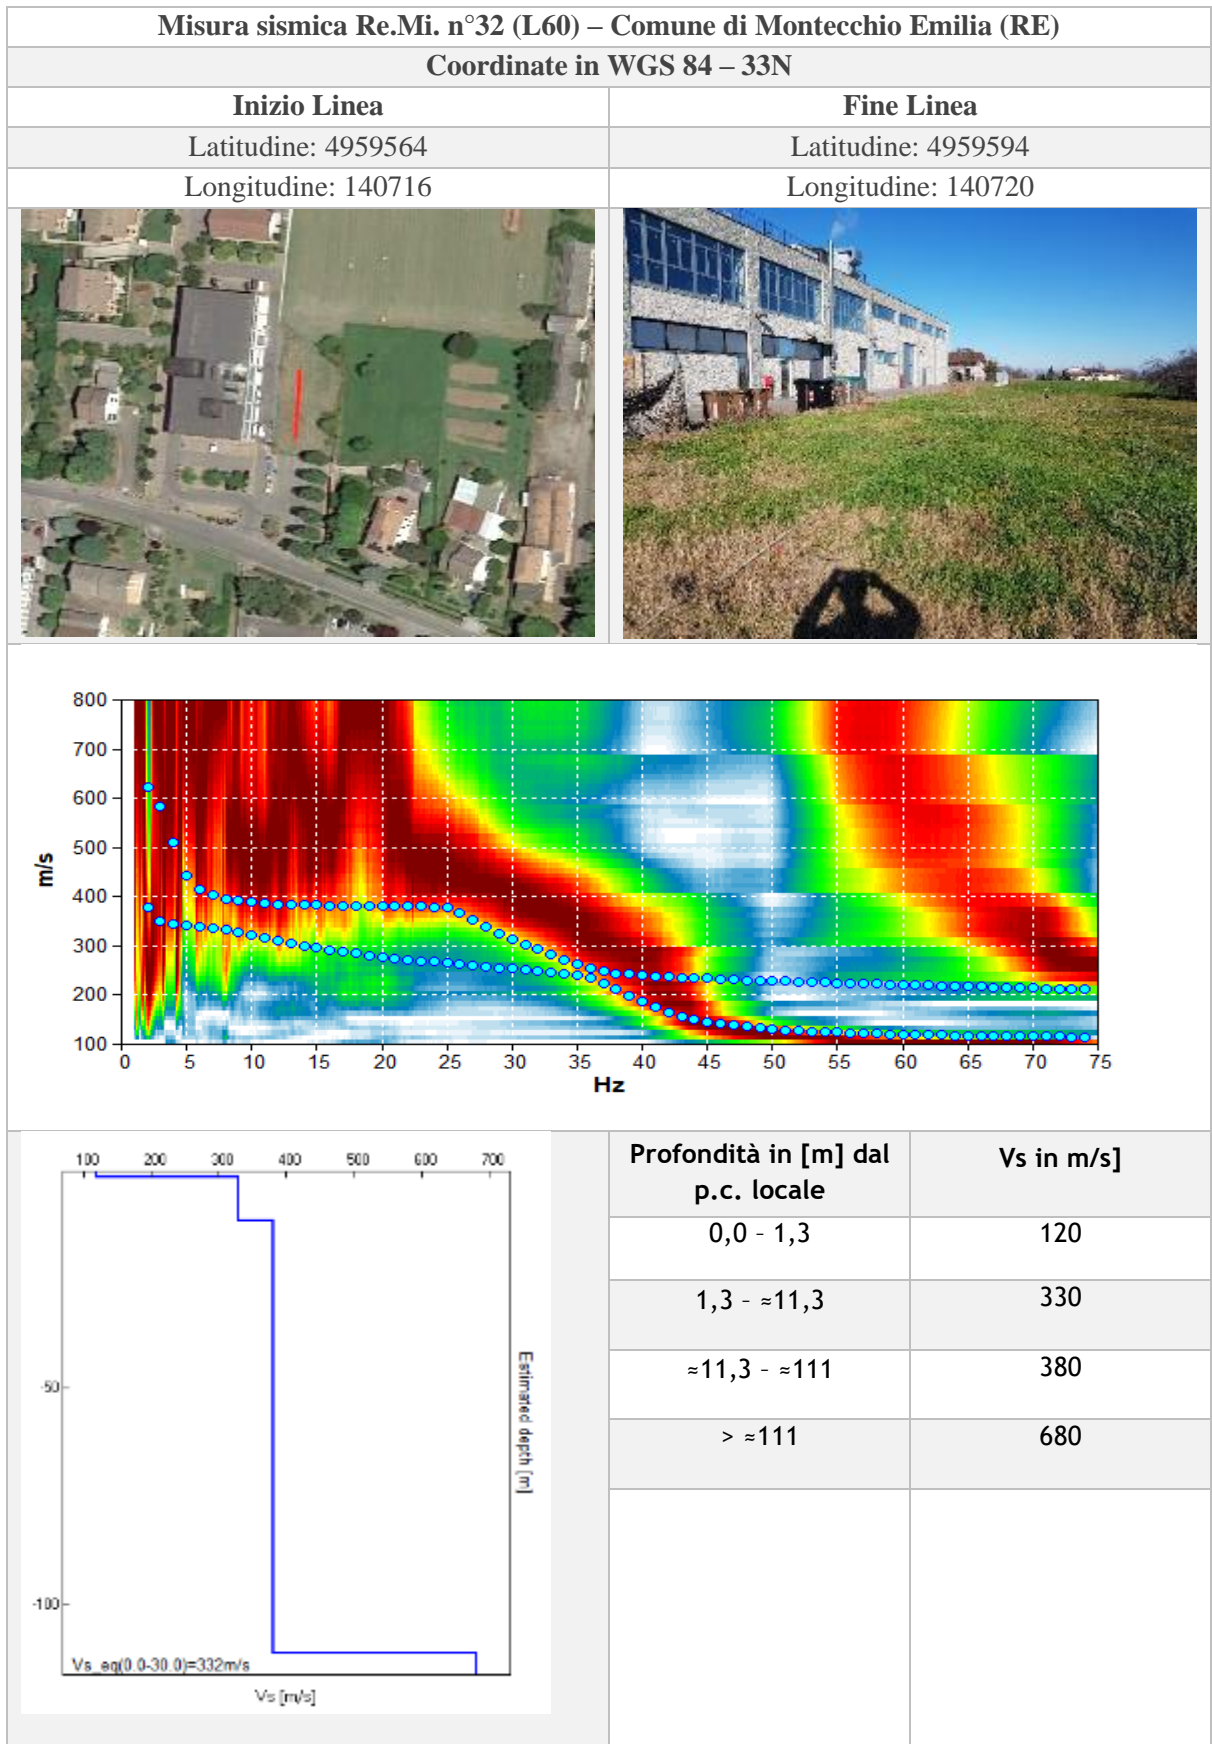 Misura sismica Re.Mi. n°32 (L60) – Comune di Montecchio Emilia (RE)
Coordinate in WGS 84 – 33N
Inizio Linea
Fine Linea
Latitudine: 4959564
Latitudine: 4959594
Longitudine: 140716
Longitudine: 140720
800
700
600
500
400
300
200
100
m/s
0 5 10 15 20 25 30 35 40 45 50 55 60 65 70 75
Hz
100 200 300 400 500 600 700
-50
-100
Estimated depth [m]
Vs_eq(0.0-30.0)=332m/s
Vs [m/s]
Profondità in [m] dal
p.c. locale
Vs in m/s]
0,0 – 1,3
120
1,3 – ≈11,3
330
≈11,3 – ≈111
380
> ≈111
680